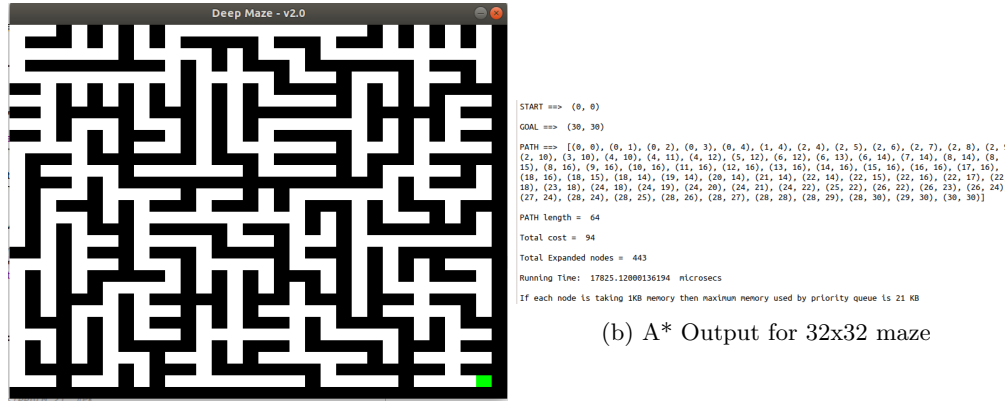 Deep Maze - v2.0
START ==>  (0, 0)
GOAL ==>  (30, 30)
PATH ==>  [(0, 0), (0, 1), (0, 2), (0, 3), (0, 4), (1, 4), (2, 4), (2, 5), (2, 6), (2, 7), (2, 8), (2,
(2, 10), (3, 10), (4, 10), (4, 11), (4, 12), (5, 12), (6, 12), (6, 13), (6, 14), (7, 14), (8, 14), (8,
15), (8, 16), (9, 16), (10, 16), (11, 16), (12, 16), (13, 16), (14, 16), (15, 16), (16, 16), (17, 16),
(18, 16), (18, 15), (18, 14), (19, 14), (20, 14), (21, 14), (22, 14), (22, 15), (22, 16), (22, 17), (22,
18), (23, 18), (24, 18), (24, 19), (24, 20), (24, 21), (24, 22), (25, 22), (26, 22), (26, 23), (26, 24),
(27, 24), (28, 24), (28, 25), (28, 26), (28, 27), (28, 28), (28, 29), (28, 30), (29, 30), (30, 30)]
PATH length =  64
Total cost =  94
Total Expanded nodes =  443
Running Time:  17825.12000136194  microsecs
If each node is taking 1KB memory then maximum memory used by priority queue is 21 KB
(b) A* Output for 32x32 maze